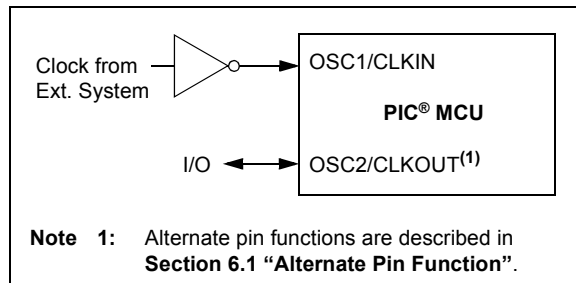 Clock from
Ext. System
OSC1/CLKIN
PIC® MCU
I/O
OSC2/CLKOUT(1)
Note 1: Alternate pin functions are described in
Section 6.1 “Alternate Pin Function”.